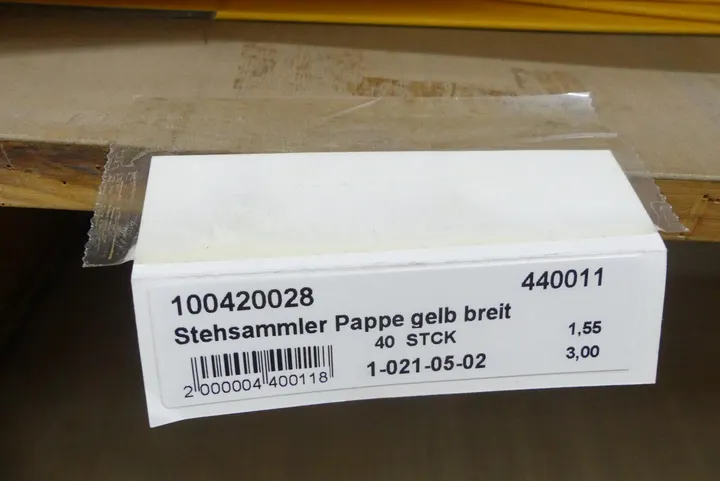 100420028 440011
Stehsammler Pappe gelb breit
40 STCK 1,55
1-021-05-02 3,00
2 000004 400118